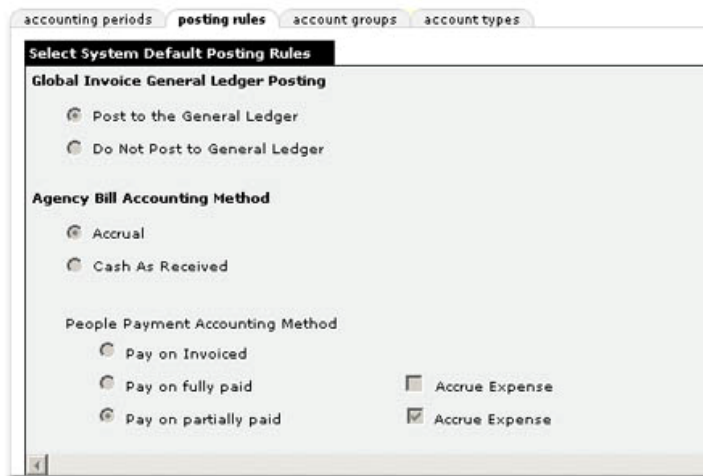 accounting periods posting rules account groups account types
Select System Default Posting Rules
Global Invoice General Ledger Posting
Post to the General Ledger
Do Not Post to General Ledger
Agency Bill Accounting Method
Accrual
Cash As Received
People Payment Accounting Method
Pay on Invoiced
Pay on fully paid Accrue Expense
Pay on partially paid Accrue Expense